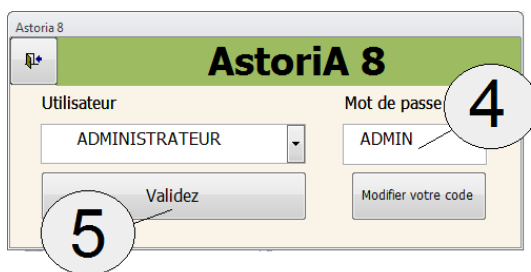 Astoria 8
AstoriA 8
Utilisateur
Mot de passe
4
ADMINISTRATEUR
ADMIN
Validez
Modifier votre code
5